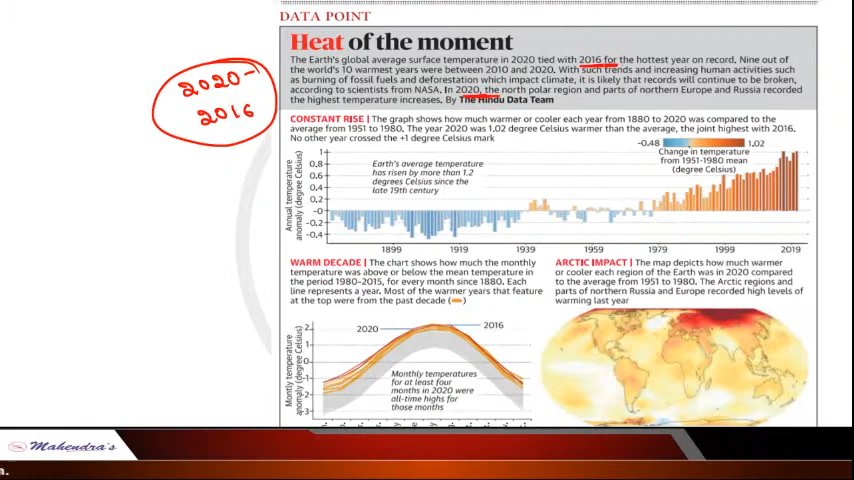 DATA POINT
Heat of the moment
The Earth's global average surface temperature in 2020 tied with 2016 for the hottest year on record. Nine out
of the world's 10 warmest years were between 2010 and 2020. With such trends and increasing human activities such
as burning of fossil fuels and deforestation which impact climate, it is likely that records will continue to be broken,
according to scientists from NASA. In 2020, the north polar region and parts of northern Europe and Russia recorded
the highest temperature increases. By The Hindu Data Team
2020-
2016
CONSTANT RISE | The graph shows how much warmer or cooler each year from 1880 to 2020 was compared to the
average from 1951 to 1980. The year 2020 was 1.02 degree Celsius warmer than the average, the joint highest with 2016.
No other year crossed the +1 degree Celsius mark
-0.48 1.02
Change in temperature
from 1951-1980 mean
(degree Celsius)
Annual temperature
anomaly (degree Celsius)
1
0.8
0.6
0.4
0.2
-0
-0.2
-0.4
Earth's average temperature
has risen by more than 1.2
degrees Celsius since the
late 19th century
1899 1919 1939 1959 1979 1999 2019
WARM DECADE | The chart shows how much the monthly
temperature was above or below the mean temperature in
the period 1980-2015, for every month since 1880. Each
line represents a year. Most of the warmer years that feature
at the top were from the past decade ( )
Montly temperature
anomaly (degree Celsius)
2
1
0
-1
-2
-3
2020
2016
Monthly temperatures
for at least four
months in 2020 were
all-time highs for
those months
ARCTIC IMPACT | The map depicts how much warmer
or cooler each region of the Earth was in 2020 compared
to the average from 1951 to 1980. The Arctic regions and
parts of northern Russia and Europe recorded high levels of
warming last year
Mahendra's
a.